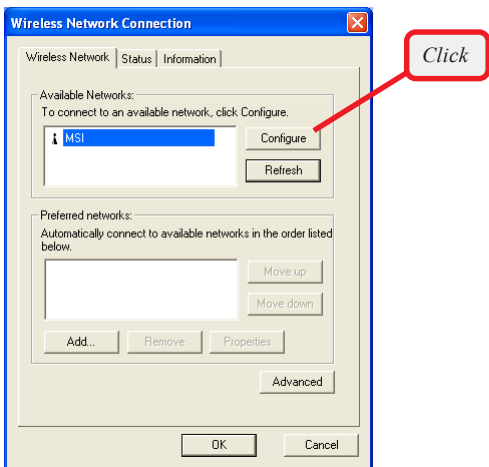 Wireless Network Connection
Wireless Network Status Information
Click
Available Networks:
To connect to an available network, click Configure.
MSI
Configure
Refresh
Preferred networks:
Automatically connect to available networks in the order listed
below.
Move up
Move down
Add... Remove Properties
Advanced
OK Cancel